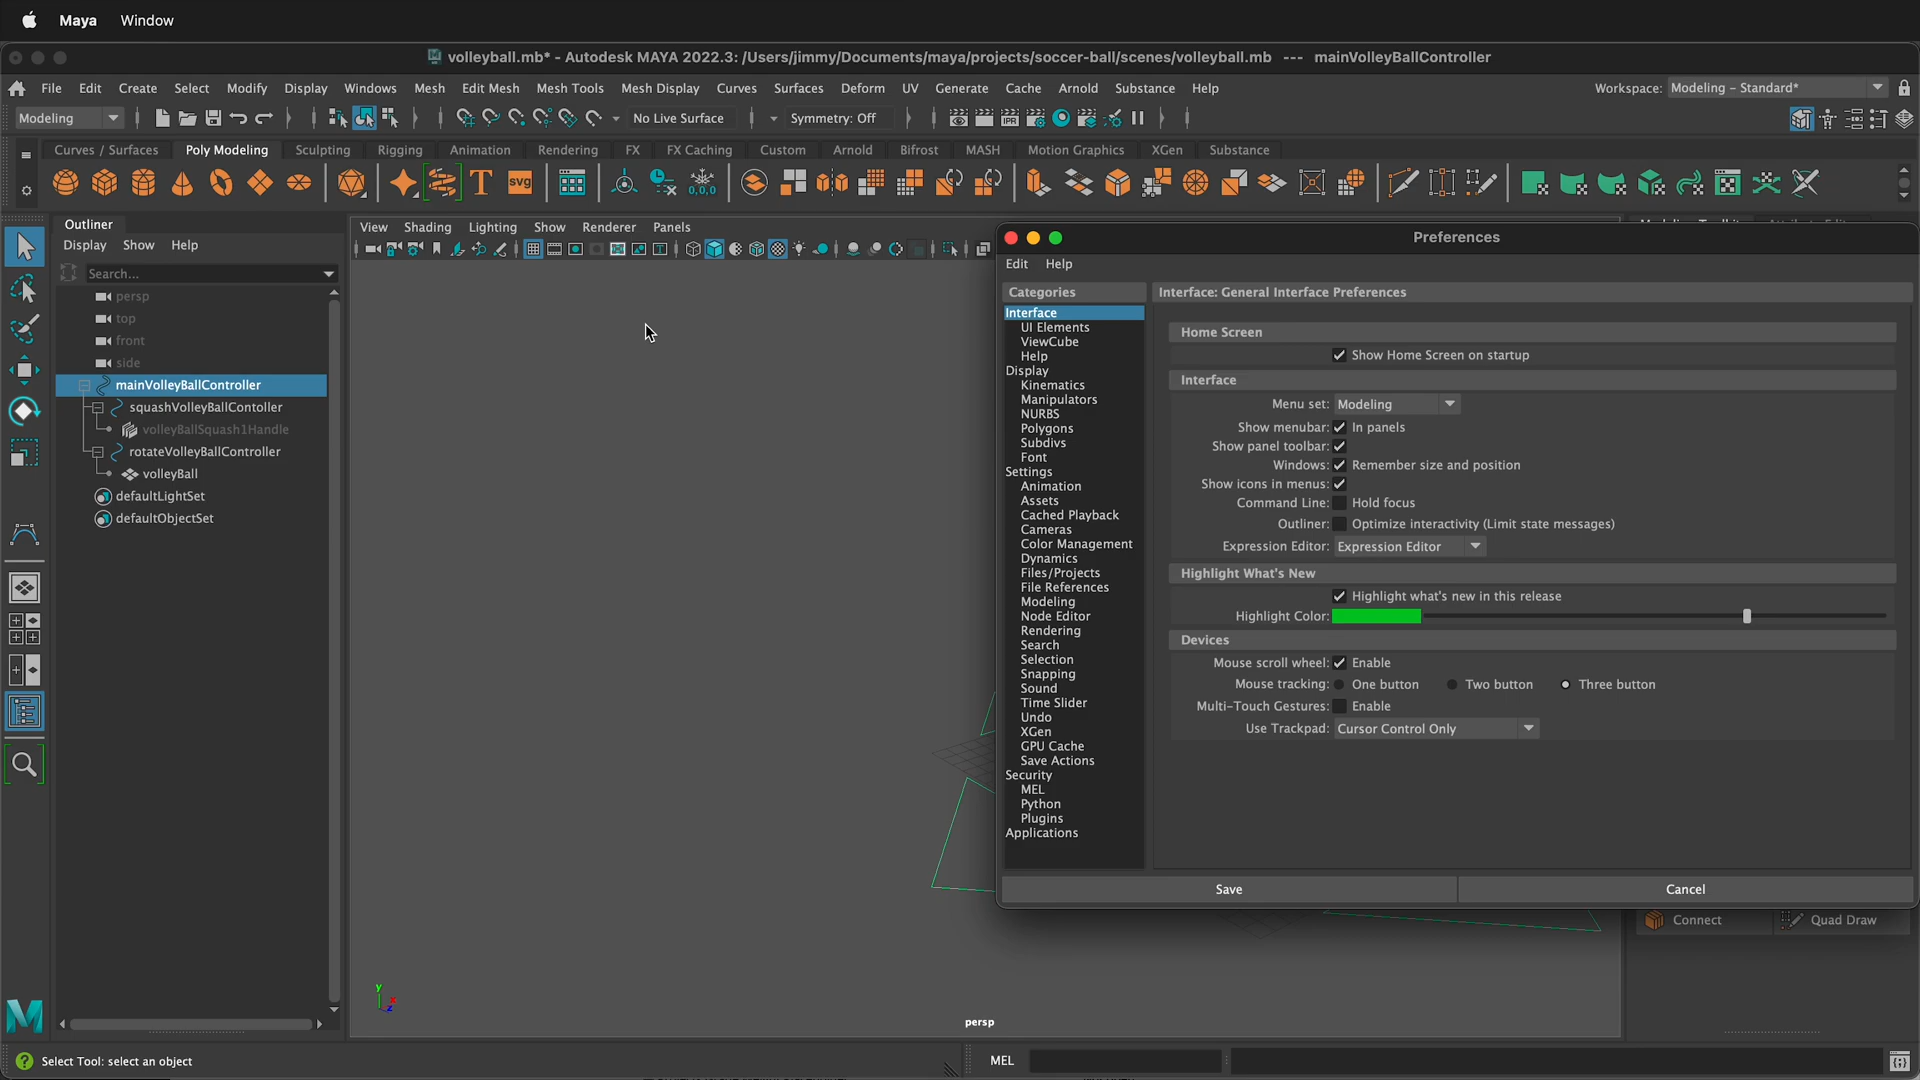 Maya Window
volleyball.mb* - Autodesk MAYA 2022.3: /Users/jimmy/Documents/maya/projects/soccer-ball/scenes/volleyball.mb --- mainVolleyBallController
File Edit Create Select Modify Display Windows Mesh Edit Mesh Mesh Tools Mesh Display Curves Surfaces Deform UV Generate Cache Arnold Substance Help Workspace: Modeling - Standard*
Modeling No Live Surface Symmetry: Off
Curves / Surfaces Poly Modeling Sculpting Rigging Animation Rendering FX FX Caching Custom Arnold Bifrost MASH Motion Graphics XGen Substance
Outliner
Display Show Help
Search...
persp
top
front
side
mainVolleyBallController
squashVolleyBallContoller
volleyBallSquash1Handle
rotateVolleyBallController
volleyBall
defaultLightSet
defaultObjectSet
View Shading Lighting Show Renderer Panels
persp
Preferences
Edit Help
Categories
Interface
UI Elements
ViewCube
Help
Display
Kinematics
Manipulators
NURBS
Polygons
Subdivs
Font
Settings
Animation
Assets
Cached Playback
Cameras
Color Management
Dynamics
Files/Projects
File References
Modeling
Node Editor
Rendering
Search
Selection
Snapping
Sound
Time Slider
Undo
XGen
GPU Cache
Save Actions
Security
MEL
Python
Plugins
Applications
Interface: General Interface Preferences
Home Screen
Show Home Screen on startup
Interface
Menu set: Modeling
Show menubar: In panels
Show panel toolbar:
Windows: Remember size and position
Show icons in menus:
Command Line: Hold focus
Outliner: Optimize interactivity (Limit state messages)
Expression Editor: Expression Editor
Highlight What's New
Highlight what's new in this release
Highlight Color:
Devices
Mouse scroll wheel: Enable
Mouse tracking: One button Two button Three button
Multi-Touch Gestures: Enable
Use Trackpad: Cursor Control Only
Save Cancel
Connect Quad Draw
Select Tool: select an object
MEL